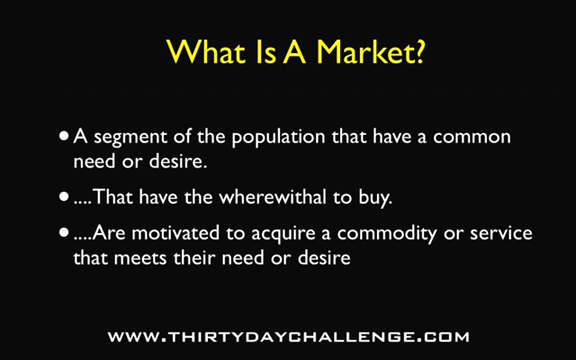 What Is A Market?
•A segment of the population that have a common
need or desire.
•....That have the wherewithal to buy.
•....Are motivated to acquire a commodity or service
that meets their need or desire
WWW.THIRTYDAYCHALLENGE.COM